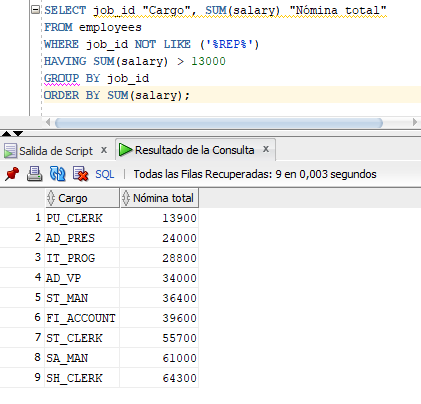 SELECT job_id "Cargo", SUM(salary) "Nómina total"
FROM employees
WHERE job_id NOT LIKE ('%REP%')
HAVING SUM(salary) > 13000
GROUP BY job_id
ORDER BY SUM(salary);
Salida de Script x Resultado de la Consulta x
SQL | Todas las Filas Recuperadas: 9 en 0,003 segundos
Cargo Nómina total
1 PU_CLERK 13900
2 AD_PRES 24000
3 IT_PROG 28800
4 AD_VP 34000
5 ST_MAN 36400
6 FI_ACCOUNT 39600
7 ST_CLERK 55700
8 SA_MAN 61000
9 SH_CLERK 64300